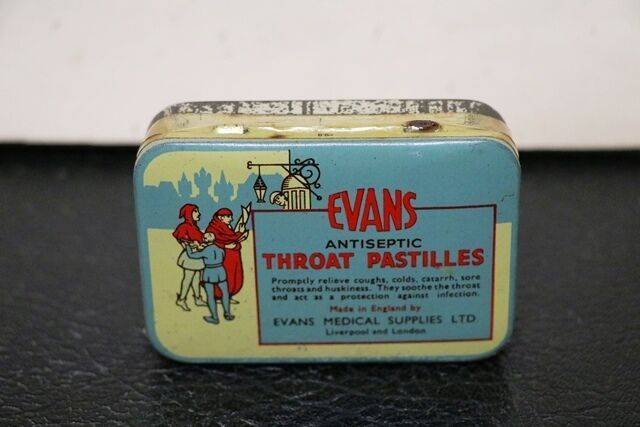 EVANS
ANTISEPTIC
THROAT PASTILLES
Promptly relieve coughs, colds, catarrh, sore
throats and huskiness. They soothe the throat
and act as a protection against infection.
Made in England by
EVANS MEDICAL SUPPLIES LTD
Liverpool and London